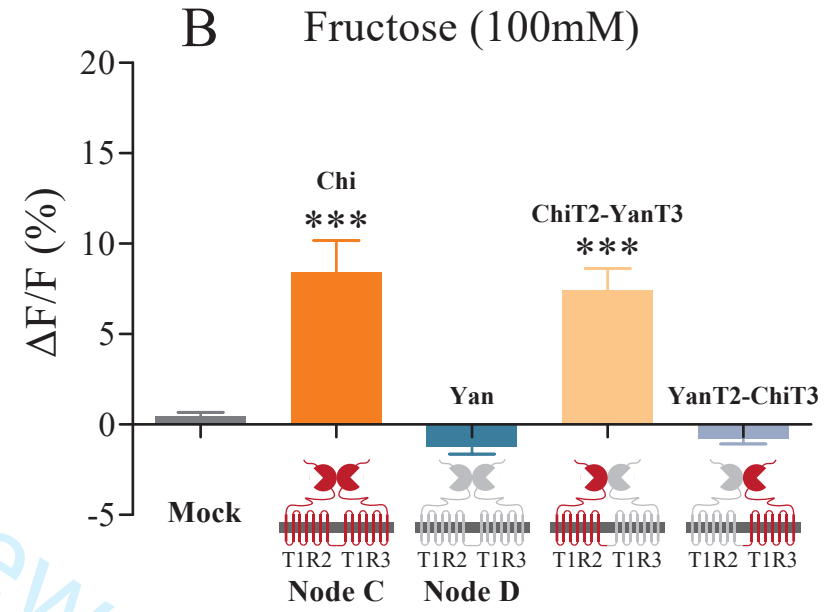 B Fructose (100mM)
20
15
10
5
0
-5
ΔF/F (%)
Chi
***
ChiT2-YanT3
***
Yan
YanT2-ChiT3
Mock
T1R2 T1R3 T1R2 T1R3 T1R2 T1R3 T1R2 T1R3
Node C Node D
ew